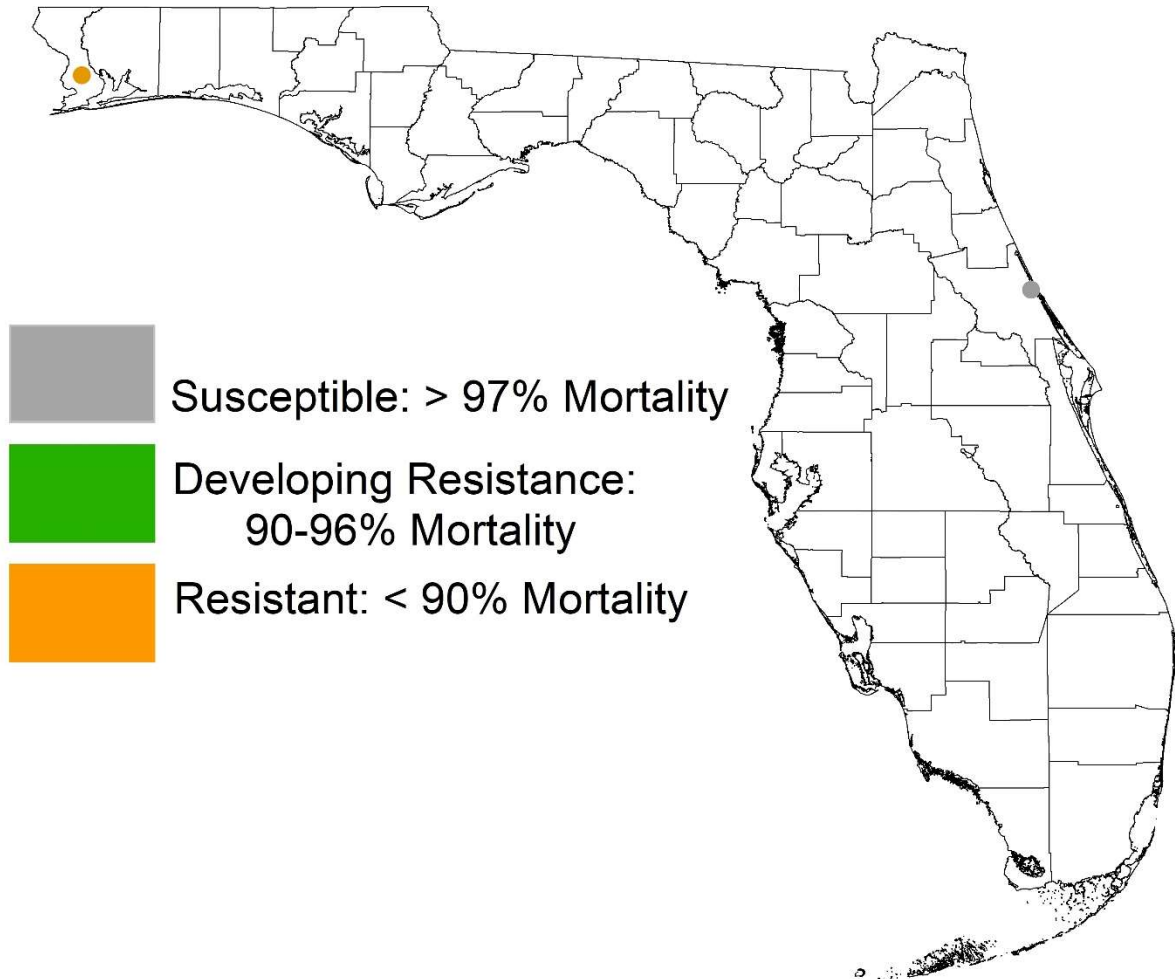 Susceptible: > 97% Mortality
Developing Resistance:
90-96% Mortality
Resistant: < 90% Mortality